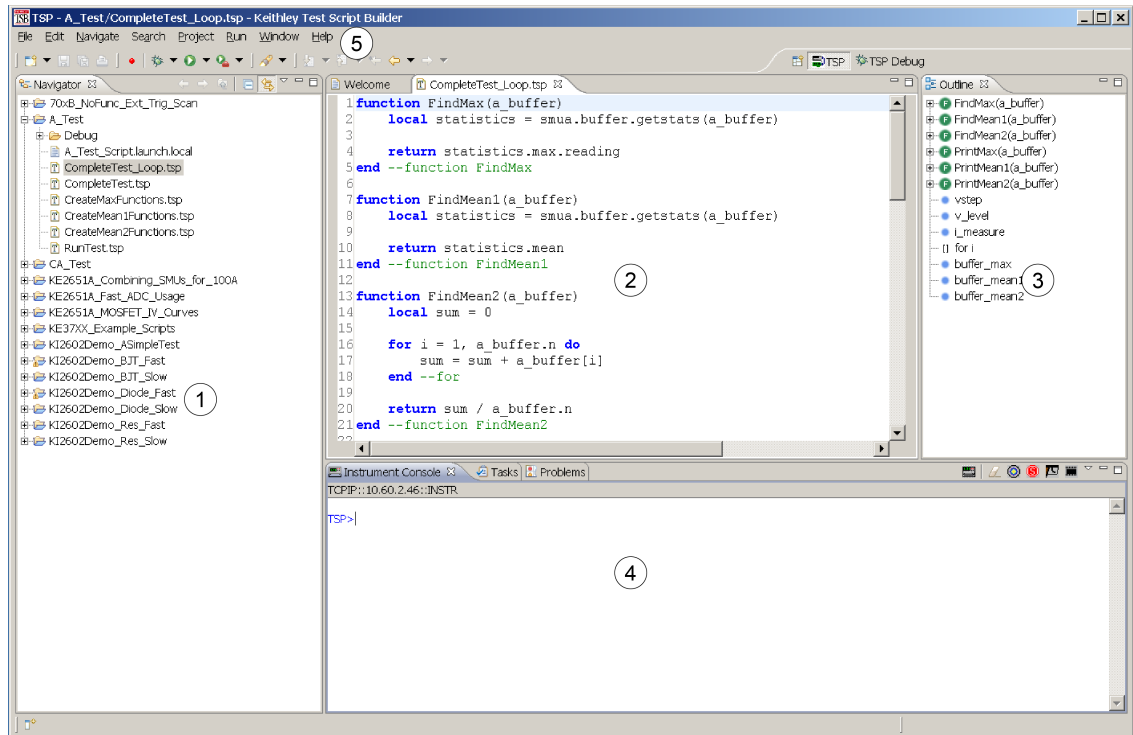 TSP - A_Test/CompleteTest_Loop.tsp - Keithley Test Script Builder
File Edit Navigate Search Project Run Window Help
5
TSP TSP Debug
Navigator
70xB_NoFunc_Ext_Trig_Scan
A_Test
Debug
A_Test_Script.launch.local
CompleteTest_Loop.tsp
CompleteTest.tsp
CreateMaxFunctions.tsp
CreateMean1Functions.tsp
CreateMean2Functions.tsp
RunTest.tsp
CA_Test
KE2651A_Combining_SMUs_for_100A
KE2651A_Fast_ADC_Usage
KE2651A_MOSFET_IV_Curves
KE37XX_Example_Scripts
KI2602Demo_ASimpleTest
KI2602Demo_BJT_Fast
KI2602Demo_BJT_Slow
KI2602Demo_Diode_Fast
KI2602Demo_Diode_Slow
KI2602Demo_Res_Fast
KI2602Demo_Res_Slow
1
Welcome CompleteTest_Loop.tsp
1 function FindMax(a_buffer)
2 local statistics = smua.buffer.getstats(a_buffer)
3
4 return statistics.max.reading
5 end --function FindMax
6
7 function FindMean1(a_buffer)
8 local statistics = smua.buffer.getstats(a_buffer)
9
10 return statistics.mean
11 end --function FindMean1
12
13 function FindMean2(a_buffer)
14 local sum = 0
15
16 for i = 1, a_buffer.n do
17 sum = sum + a_buffer[i]
18 end --for
19
20 return sum / a_buffer.n
21 end --function FindMean2
22
2
Outline
FindMax(a_buffer)
FindMean1(a_buffer)
FindMean2(a_buffer)
PrintMax(a_buffer)
PrintMean1(a_buffer)
PrintMean2(a_buffer)
vstep
v_level
i_measure
for i
buffer_max
buffer_mean1
buffer_mean2
3
Instrument Console Tasks Problems
TCPIP::10.60.2.46::INSTR
TSP>
4